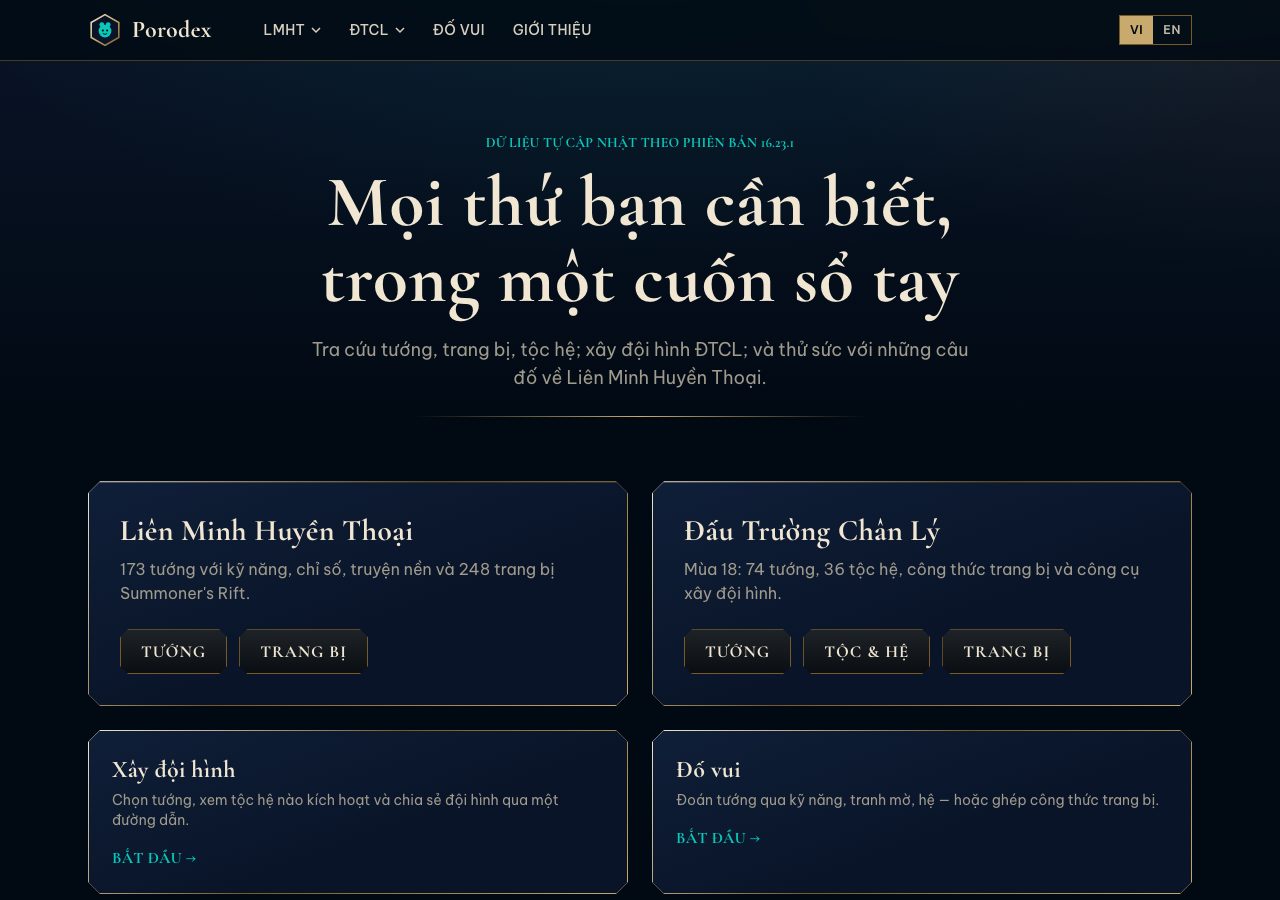 Porodex
LMHT
ĐTCL
ĐỐ VUI
GIỚI THIỆU
VI
EN
DỮ LIỆU TỰ CẬP NHẬT THEO PHIÊN BẢN 16.23.1
Mọi thứ bạn cần biết,
trong một cuốn sổ tay
Tra cứu tướng, trang bị, tộc hệ; xây đội hình ĐTCL; và thử sức với những câu
đố về Liên Minh Huyền Thoại.
Liên Minh Huyền Thoại
173 tướng với kỹ năng, chỉ số, truyện nền và 248 trang bị
Summoner's Rift.
TƯỚNG
TRANG BỊ
Đấu Trường Chân Lý
Mùa 18: 74 tướng, 36 tộc hệ, công thức trang bị và công cụ
xây đội hình.
TƯỚNG
TỘC & HỆ
TRANG BỊ
Xây đội hình
Chọn tướng, xem tộc hệ nào kích hoạt và chia sẻ đội hình qua một
đường dẫn.
BẮT ĐẦU →
Đố vui
Đoán tướng qua kỹ năng, tranh mờ, hệ — hoặc ghép công thức trang bị.
BẮT ĐẦU →